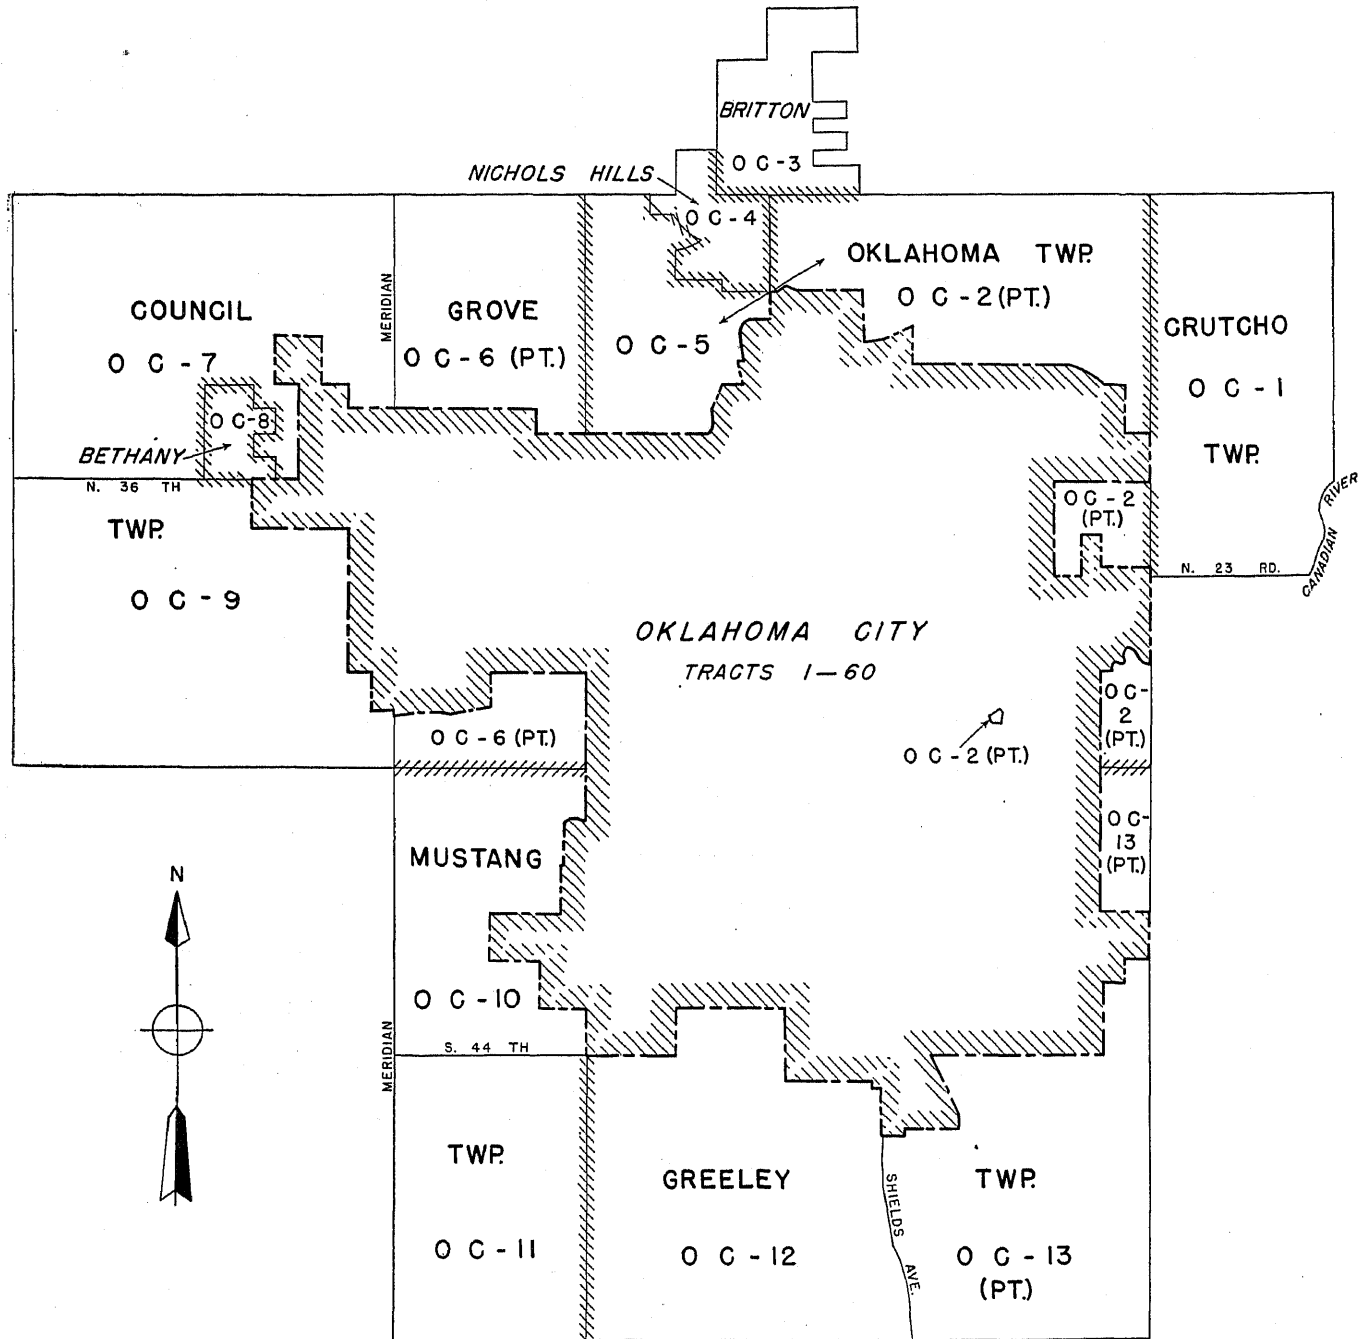 BRITTON
O C - 3
NICHOLS HILLS
O C - 4
OKLAHOMA TWP.
O C - 2 (PT.)
COUNCIL
O C - 7
MERIDIAN
GROVE
O C - 6 (PT.)
O C - 5
CRUTCHO
O C - 1
TWP.
O C - 8
BETHANY
N. 36 TH
TWP.
O C - 9
O C - 2
(PT.)
N. 23 RD.
CANADIAN RIVER
OKLAHOMA CITY
TRACTS 1-60
O C - 6 (PT.)
O C - 2 (PT.)
O C -
2
(PT.)
O C -
13
(PT.)
MUSTANG
N
O C - 10
S. 44 TH
MERIDIAN
TWP.
O C - 11
GREELEY
O C - 12
SHIELDS AVE.
TWP.
O C - 13
(PT.)